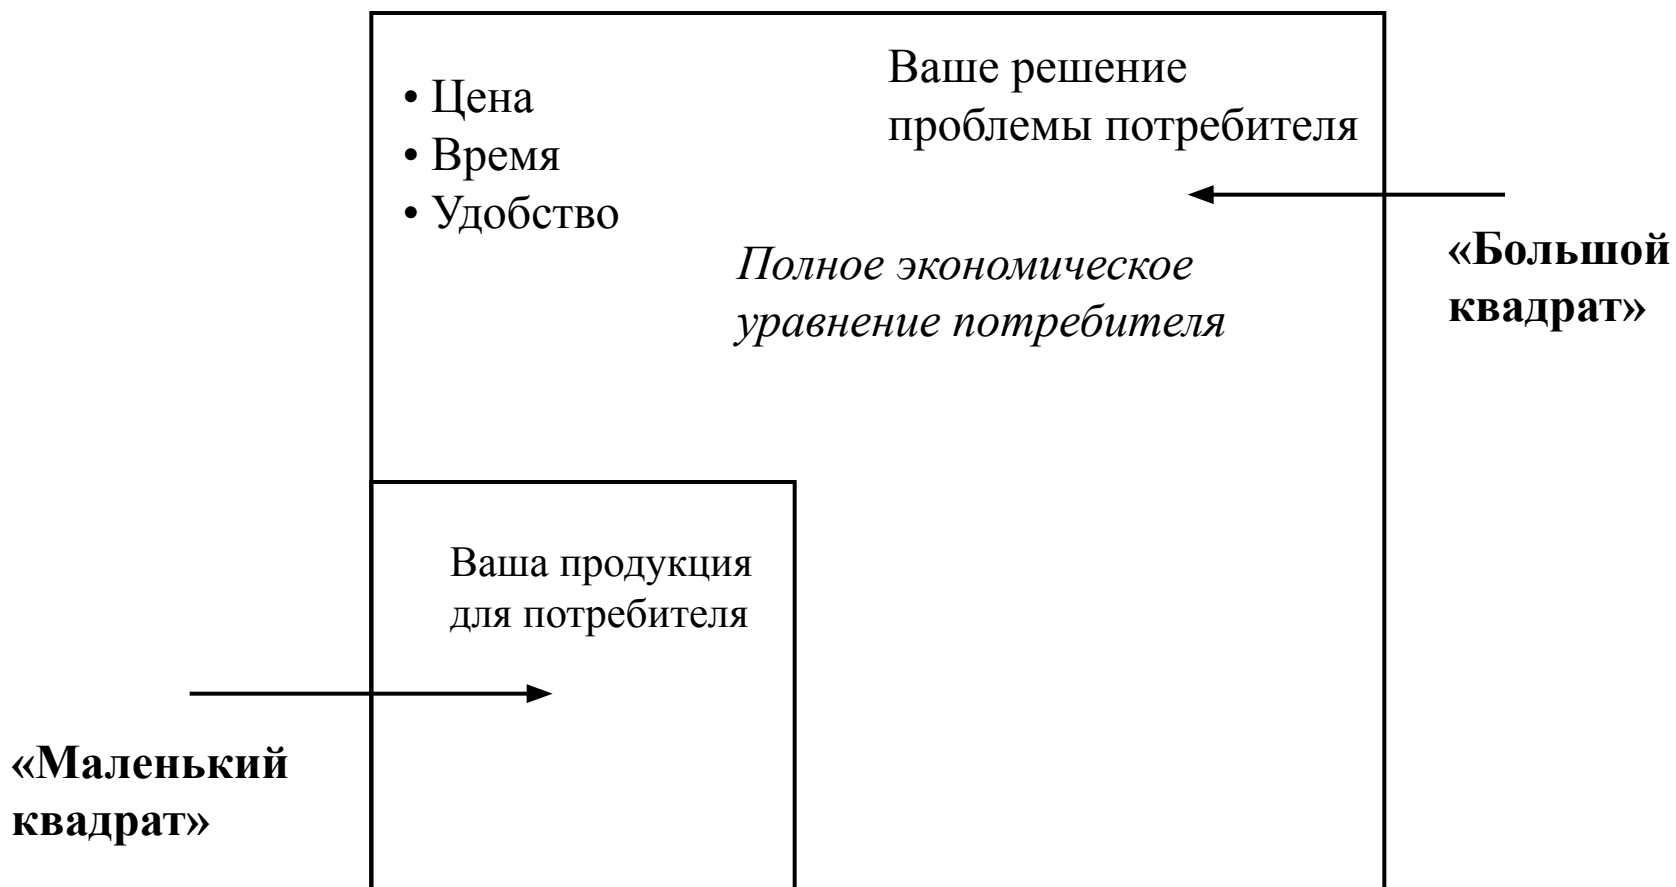 • Цена
• Время
• Удобство
Ваше решение
проблемы потребителя
«Большой
квадрат»
Полное экономическое
уравнение потребителя
Ваша продукция
для потребителя
«Маленький
квадрат»